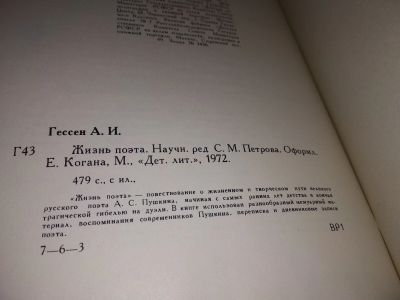 Гессен А. И.
Г43
Жизнь поэта. Научн. ред С. М. Петрова. Оформл.
Е. Когана, М., «Дет. лит.», 1972.
479 с., с ил.,
«Жизнь поэта» — повествование о жизненном и творческом пути великого
русского поэта А. С. Пушкина, начиная с самых ранних лет детства и кончая
трагической гибелью на дуэли. В книге использован разнообразный мемуарный ма-
териал, воспоминания современников Пушкина, переписка и дневниковые записи
поэта.
7—6—3
ВР1